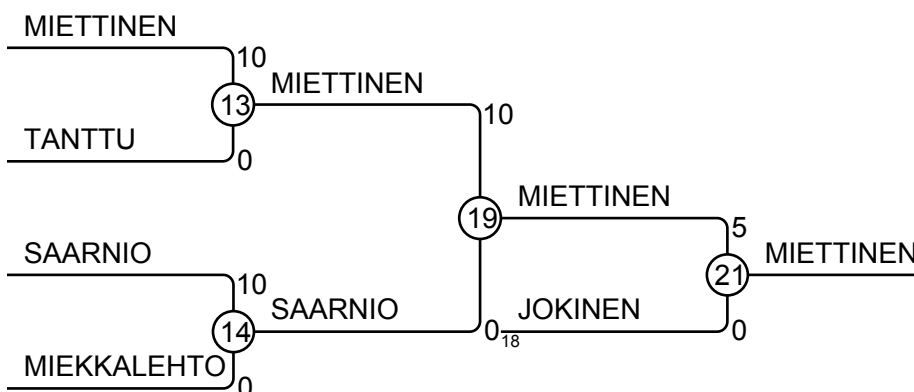 MIETTINEN
10
13
MIETTINEN
10
TANTTU
0
19
MIETTINEN
5
21
MIETTINEN
SAARNIO
10
14
SAARNIO
0
18
JOKINEN
0
MIEKKALEHTO
0